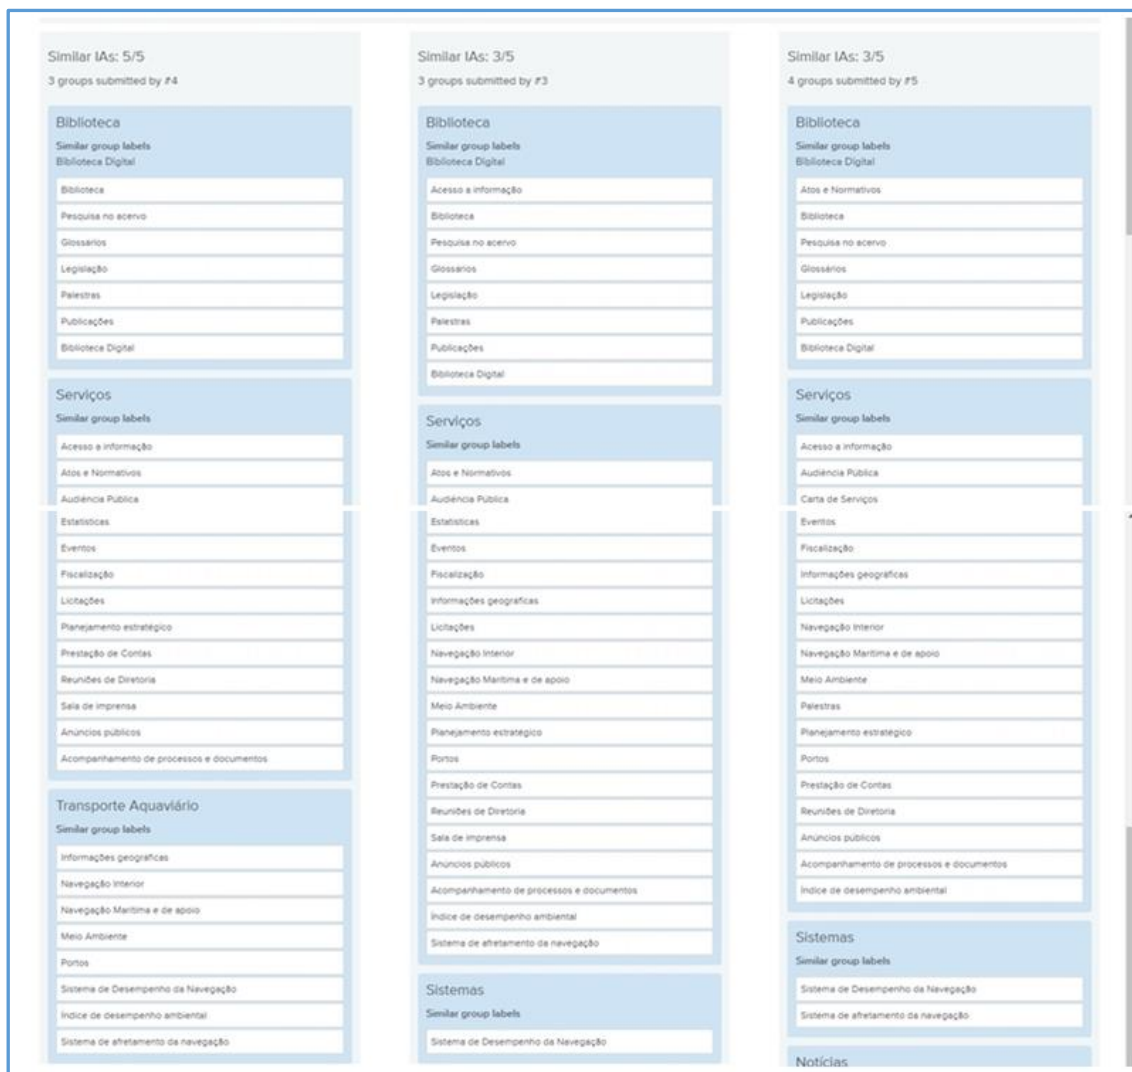 Similar IAs: 5/5
3 groups submitted by #4
Biblioteca
Similar group labels
Biblioteca Digital
Biblioteca
Pesquisa no acervo
Glossários
Legislação
Palestras
Publicações
Biblioteca Digital
Serviços
Similar group labels
Acesso a informação
Atos e Normativos
Audiência Pública
Estatísticas
Eventos
Fiscalização
Licitações
Planejamento estratégico
Prestação de Contas
Reuniões de Diretoria
Sala de imprensa
Anúncios públicos
Acompanhamento de processos e documentos
Transporte Aquaviário
Similar group labels
Informações geográficas
Navegação Interior
Navegação Marítima e de apoio
Meio Ambiente
Portos
Sistema de Desempenho da Navegação
Índice de desempenho ambiental
Sistema de afretamento da navegação
Similar IAs: 3/5
3 groups submitted by #3
Biblioteca
Similar group labels
Biblioteca Digital
Acesso a informação
Biblioteca
Pesquisa no acervo
Glossários
Legislação
Palestras
Publicações
Biblioteca Digital
Serviços
Similar group labels
Atos e Normativos
Audiência Pública
Estatísticas
Eventos
Fiscalização
Informações geográficas
Licitações
Navegação Interior
Navegação Marítima e de apoio
Meio Ambiente
Planejamento estratégico
Portos
Prestação de Contas
Reuniões de Diretoria
Sala de imprensa
Anúncios públicos
Acompanhamento de processos e documentos
Índice de desempenho ambiental
Sistema de afretamento da navegação
Sistemas
Similar group labels
Sistema de Desempenho da Navegação
Similar IAs: 3/5
4 groups submitted by #5
Biblioteca
Similar group labels
Biblioteca Digital
Atos e Normativos
Biblioteca
Pesquisa no acervo
Glossários
Legislação
Publicações
Biblioteca Digital
Serviços
Similar group labels
Acesso a informação
Audiência Pública
Carta de Serviços
Eventos
Fiscalização
Informações geográficas
Licitações
Navegação Interior
Navegação Marítima e de apoio
Meio Ambiente
Palestras
Planejamento estratégico
Portos
Prestação de Contas
Reuniões de Diretoria
Anúncios públicos
Acompanhamento de processos e documentos
Índice de desempenho ambiental
Sistemas
Similar group labels
Sistema de Desempenho da Navegação
Sistema de afretamento da navegação
Notícias